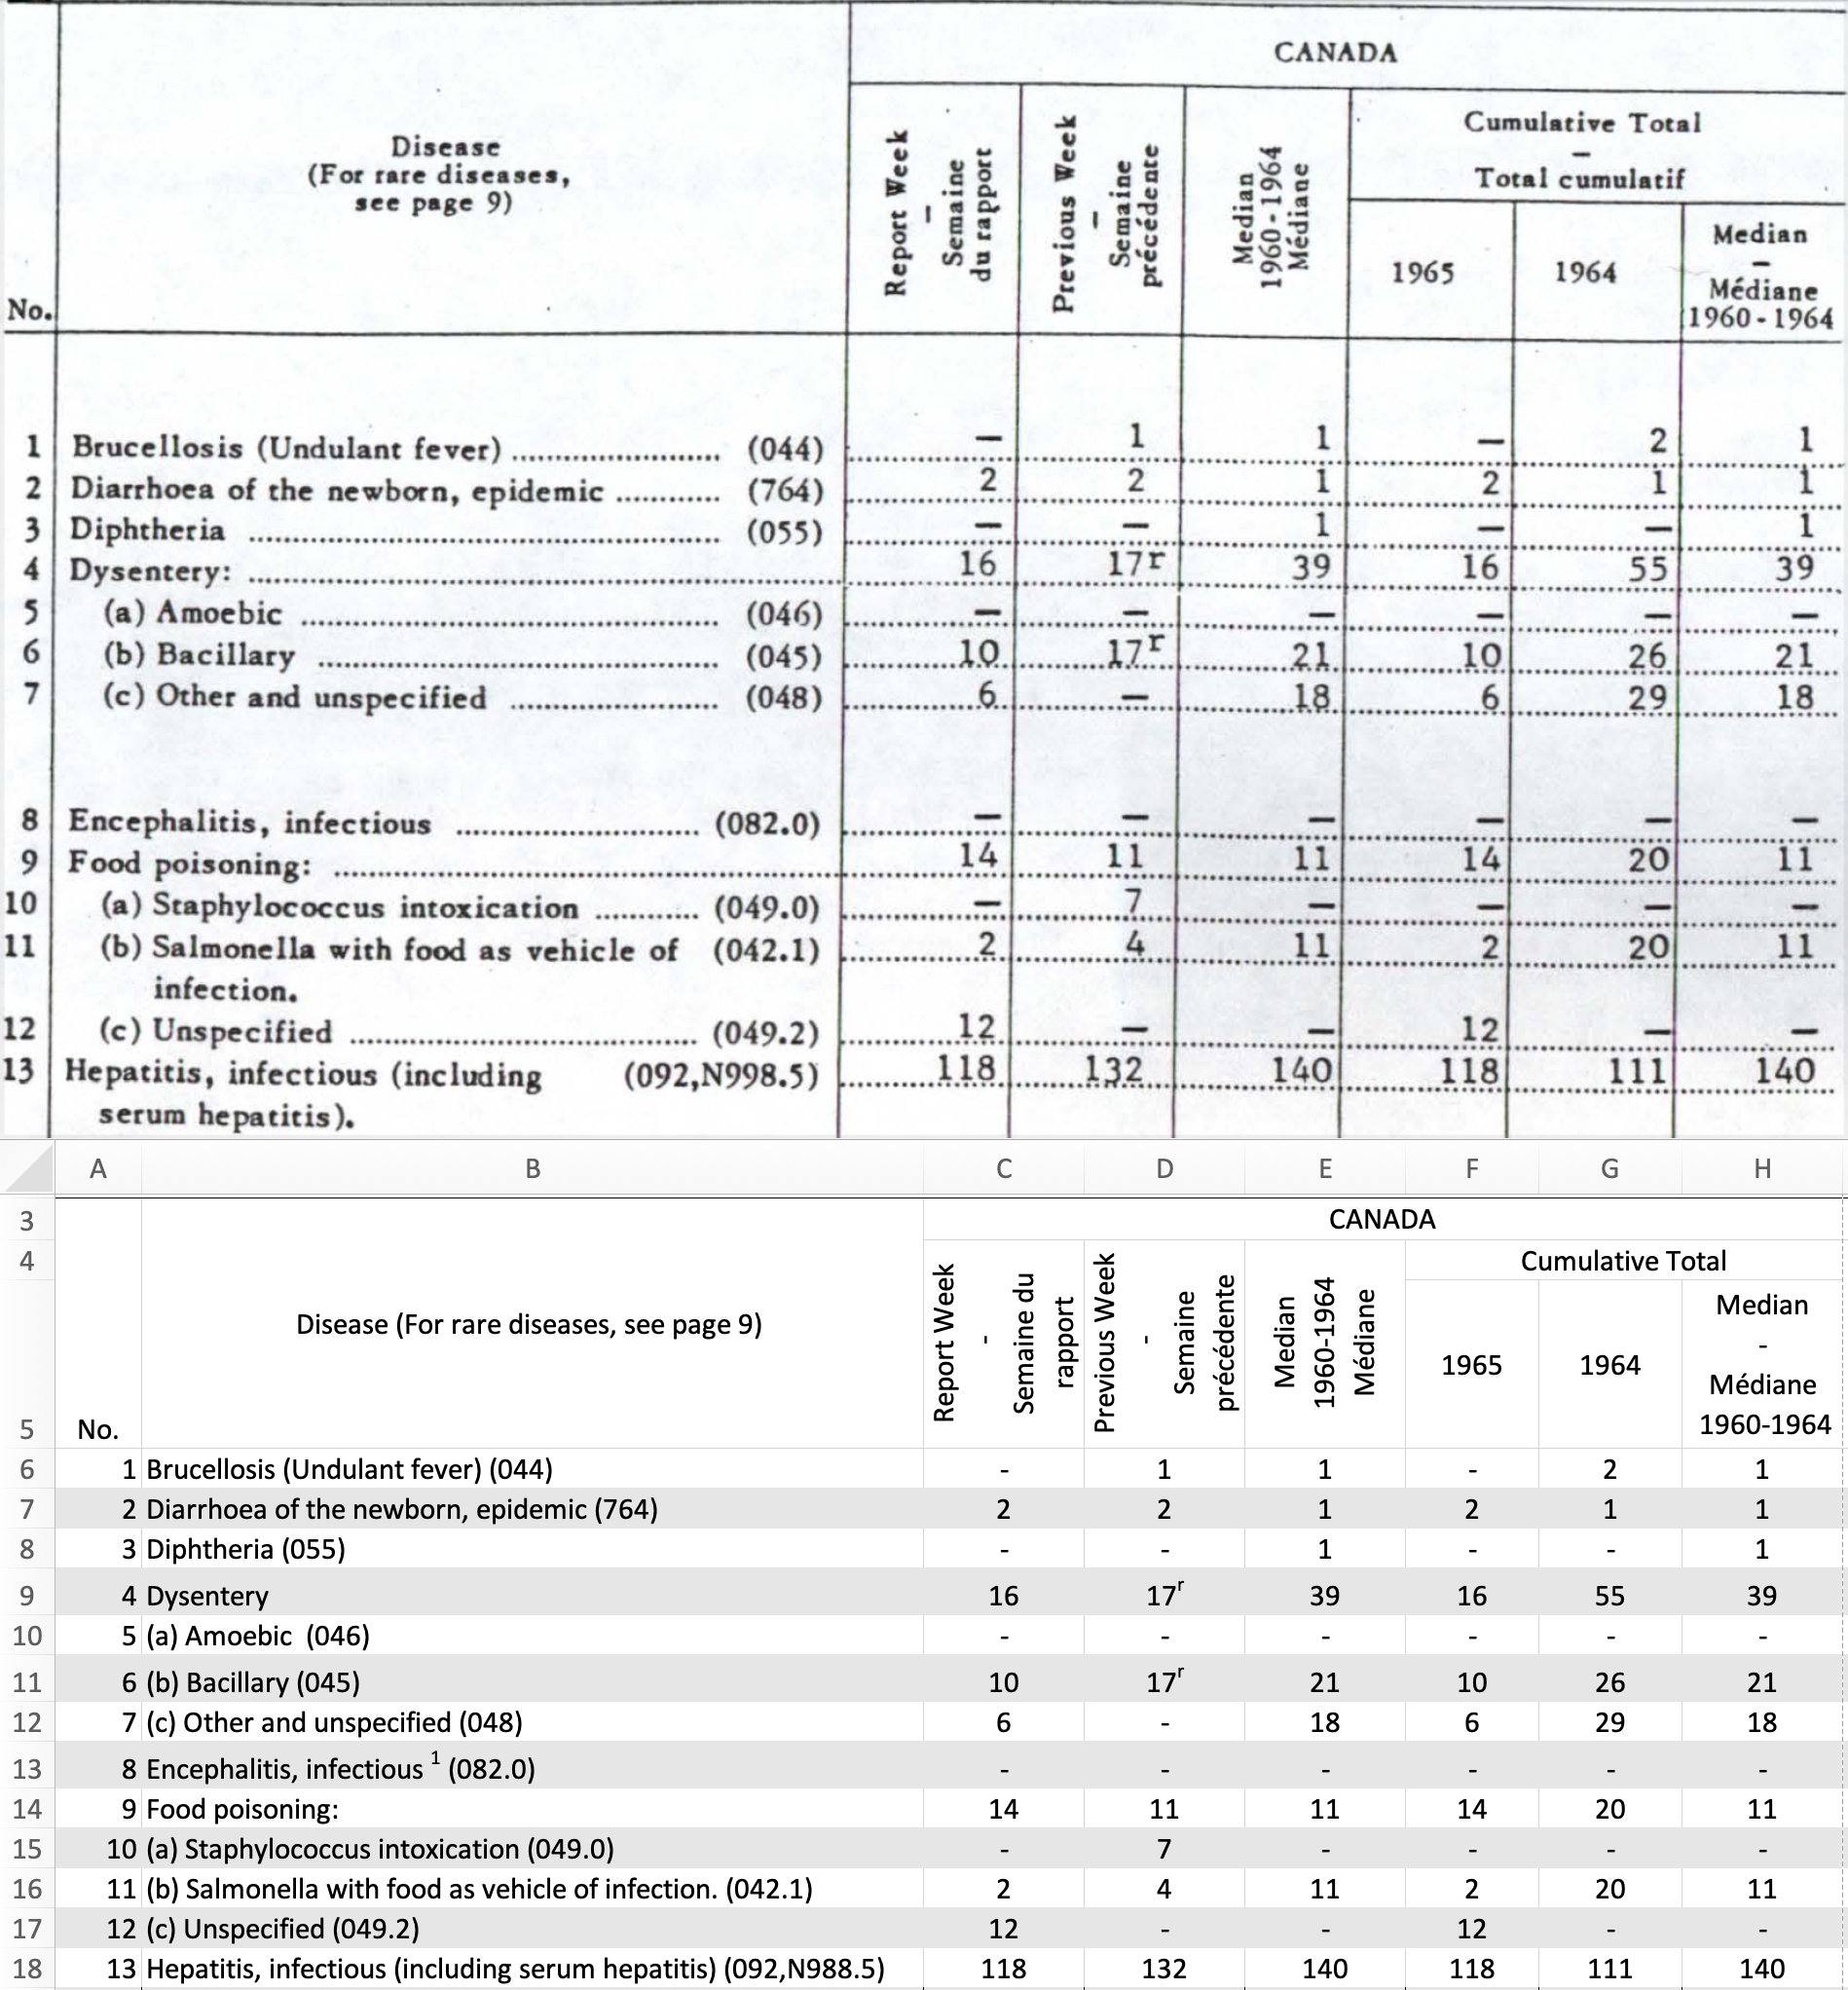 CANADA
Disease
(For rare diseases,
see page 9)
No.
Report Week
–
Semaine
du rapport
Previous Week
–
Semaine
précédente
Median
1960-1964
Médiane
Cumulative Total
–
Total cumulatif
1965
1964
Median
–
Médiane
1960-1964
1 Brucellosis (Undulant fever) ........................ (044) — 1 1 — 2 1
2 Diarrhoea of the newborn, epidemic ............ (764) 2 2 1 2 1 1
3 Diphtheria ........................ (055) — — 1 — — 1
4 Dysentery: ........................ 16 17r 39 16 55 39
5 (a) Amoebic ........................ (046) — — — — — —
6 (b) Bacillary ........................ (045) 10 17r 21 10 26 21
7 (c) Other and unspecified ........................ (048) 6 — 18 6 29 18
8 Encephalitis, infectious ........................ (082.0) — — — — — —
9 Food poisoning: ........................ 14 11 11 14 20 11
10 (a) Staphylococcus intoxication ............ (049.0) — 7 — — — —
11 (b) Salmonella with food as vehicle of (042.1) 2 4 11 2 20 11
infection.
12 (c) Unspecified ........................ (049.2) 12 — — 12 — —
13 Hepatitis, infectious (including (092,N998.5) 118 132 140 118 111 140
serum hepatitis).
A B C D E F G H
3 CANADA
4 Cumulative Total
5 No.
Disease (For rare diseases, see page 9)
Report Week
-
Semaine du
rapport
Previous Week
-
Semaine
précédente
Median
1960-1964
Médiane
1965
1964
Median
-
Médiane
1960-1964
6 1 Brucellosis (Undulant fever) (044) - 1 1 - 2 1
7 2 Diarrhoea of the newborn, epidemic (764) 2 2 1 2 1 1
8 3 Diphtheria (055) - - 1 - - 1
9 4 Dysentery 16 17r 39 16 55 39
10 5 (a) Amoebic (046) - - - - - -
11 6 (b) Bacillary (045) 10 17r 21 10 26 21
12 7 (c) Other and unspecified (048) 6 - 18 6 29 18
13 8 Encephalitis, infectious 1 (082.0) - - - - - -
14 9 Food poisoning: 14 11 11 14 20 11
15 10 (a) Staphylococcus intoxication (049.0) - 7 - - - -
16 11 (b) Salmonella with food as vehicle of infection. (042.1) 2 4 11 2 20 11
17 12 (c) Unspecified (049.2) 12 - - 12 - -
18 13 Hepatitis, infectious (including serum hepatitis) (092,N988.5) 118 132 140 118 111 140